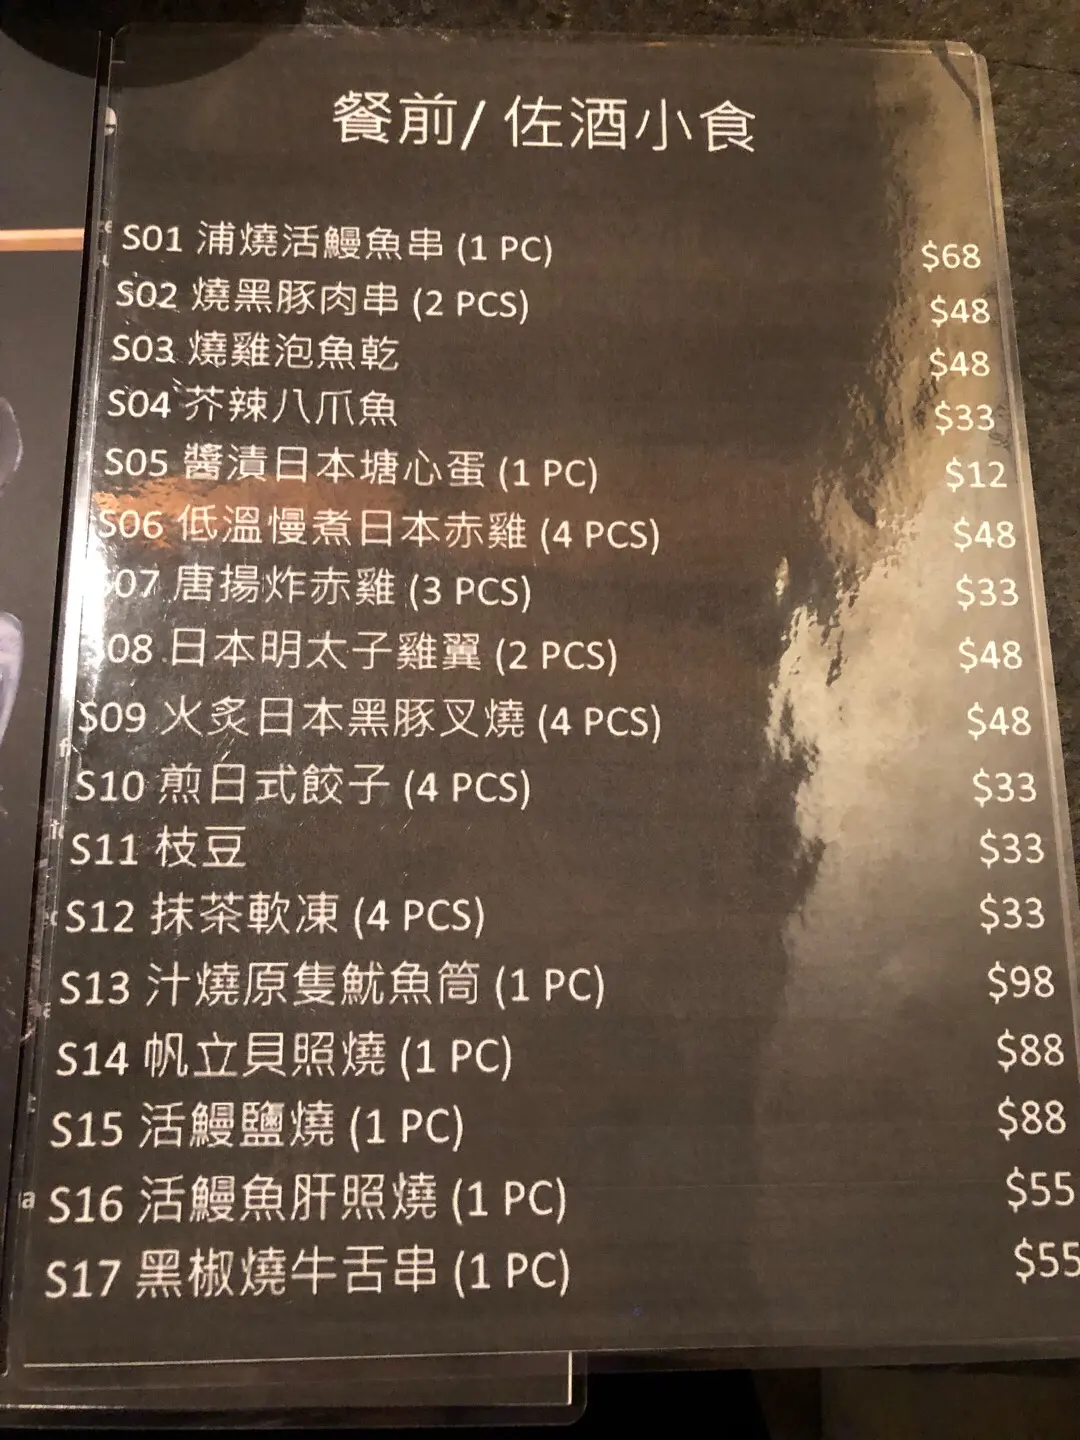 餐前/ 佐酒小食
S01 浦燒活鰻魚串 (1 PC) $68
S02 燒黑豚肉串 (2 PCS) $48
S03 燒雞泡魚乾 $48
S04 芥辣八爪魚 $33
S05 醬漬日本塘心蛋 (1 PC) $12
S06 低溫慢煮日本赤雞 (4 PCS) $48
S07 唐揚炸赤雞 (3 PCS) $33
S08 日本明太子雞翼 (2 PCS) $48
S09 火炙日本黑豚叉燒 (4 PCS) $48
S10 煎日式餃子 (4 PCS) $33
S11 枝豆 $33
S12 抹茶軟凍 (4 PCS) $33
S13 汁燒原隻魷魚筒 (1 PC) $98
S14 帆立貝照燒 (1 PC) $88
S15 活鰻鹽燒 (1 PC) $88
S16 活鰻魚肝照燒 (1 PC) $55
S17 黑椒燒牛舌串 (1 PC) $55